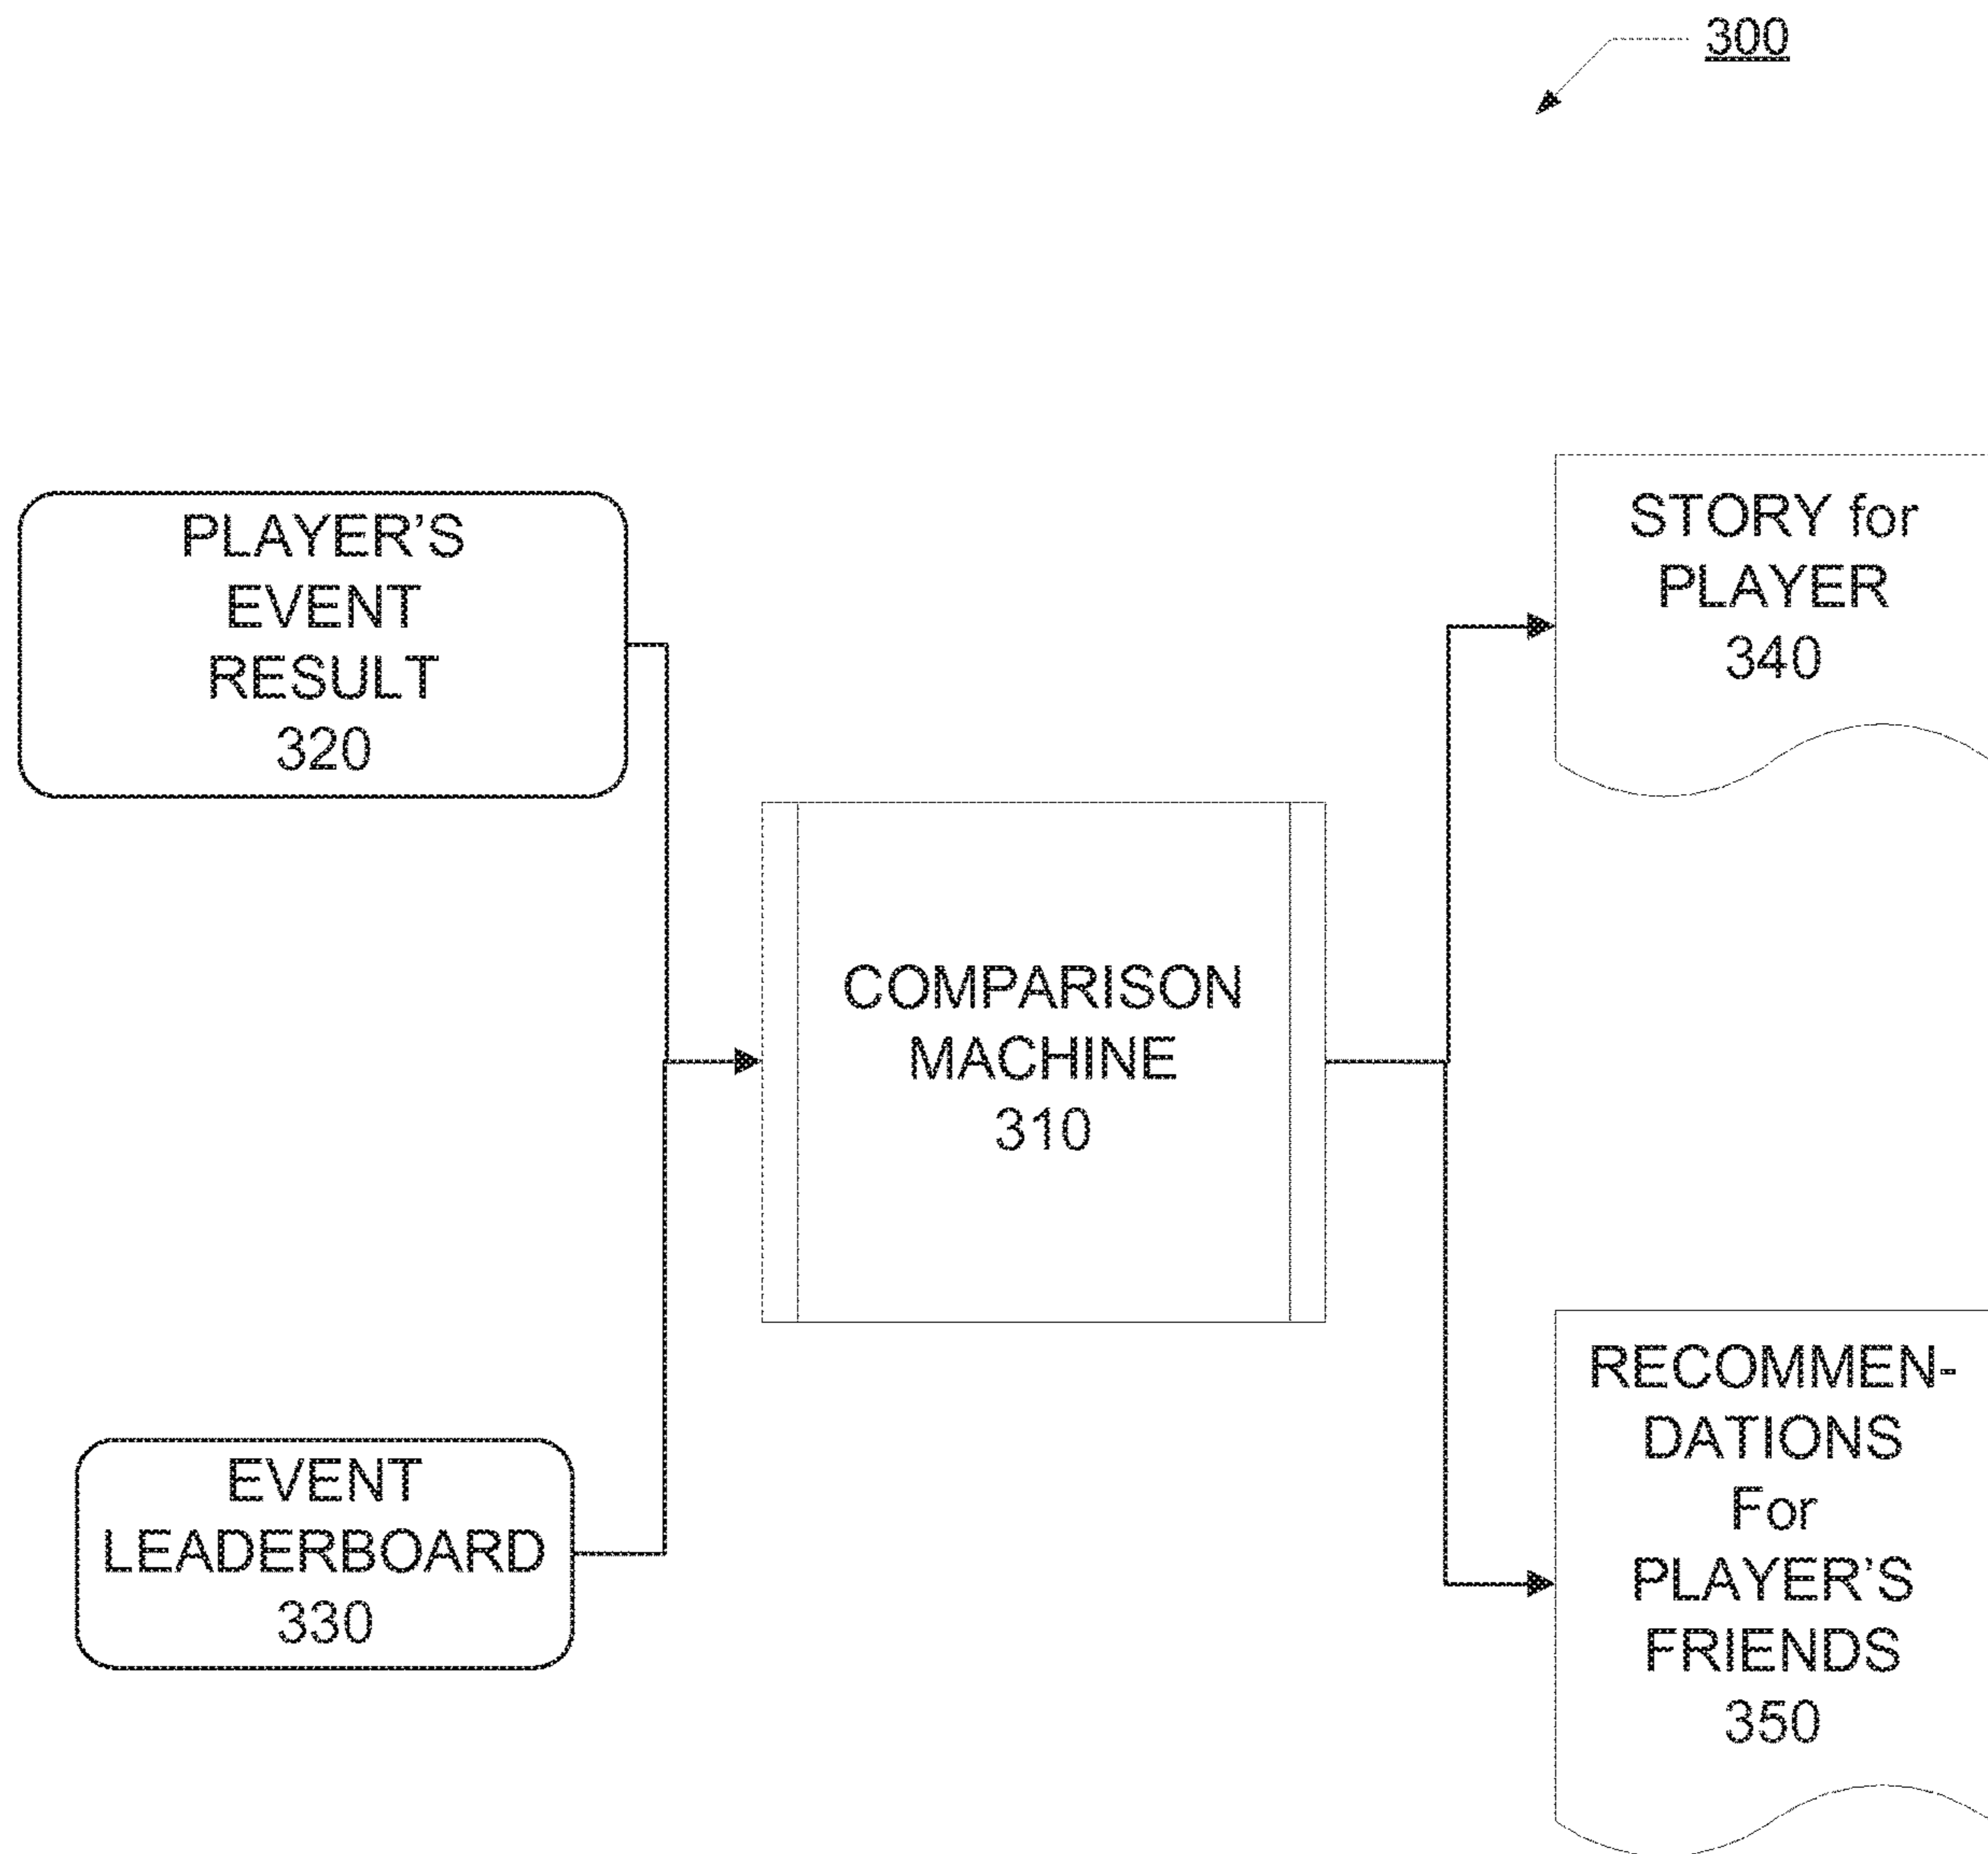 300
PLAYER'S
EVENT
RESULT
320
STORY for
PLAYER
340
COMPARISON
MACHINE
310
EVENT
LEADERBOARD
330
RECOMMEN-
DATIONS
For
PLAYER'S
FRIENDS
350